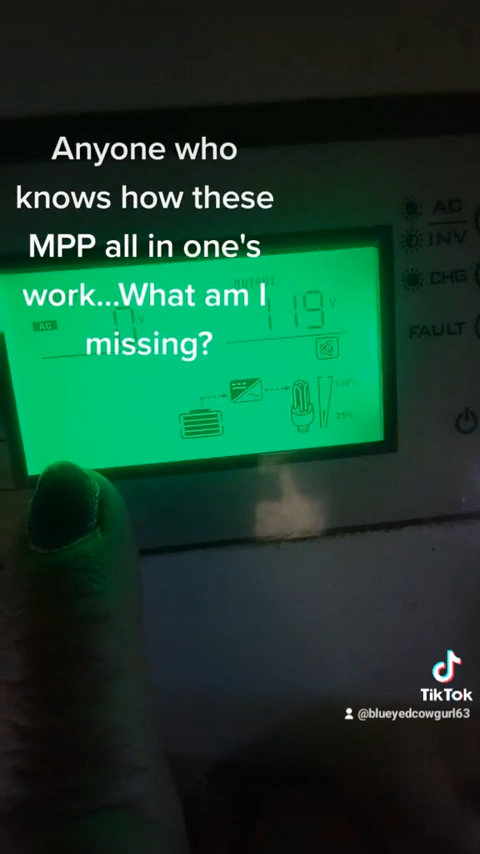 Anyone who
knows how these
MPP all in one's
work...What am I
missing?
OUTPUT
AC
0 V
119 V
100%
25%
AC
INV
CHG
FAULT
TikTok
@blueyedcowgurl63